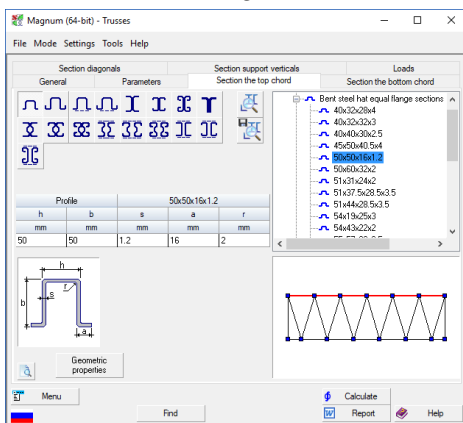 Magnum (64-bit) - Trusses
File Mode Settings Tools Help
Section diagonals Section support verticals Loads
General Parameters Section the top chord Section the bottom chord
Bent steel hat equal flange sections
40x32x28x4
40x32x32x3
40x40x30x2.5
45x50x40.5x4
50x50x16x1.2
50x60x32x2
51x31x24x2
51x37.5x28.5x3.5
51x44x28.5x3.5
54x19x25x3
54x43x22x2
Profile 50x50x16x1.2
h b s a r
mm mm mm mm mm
50 50 1.2 16 2
h
r
b
s
a
Geometric
properties
Menu Calculate
Find Report Help